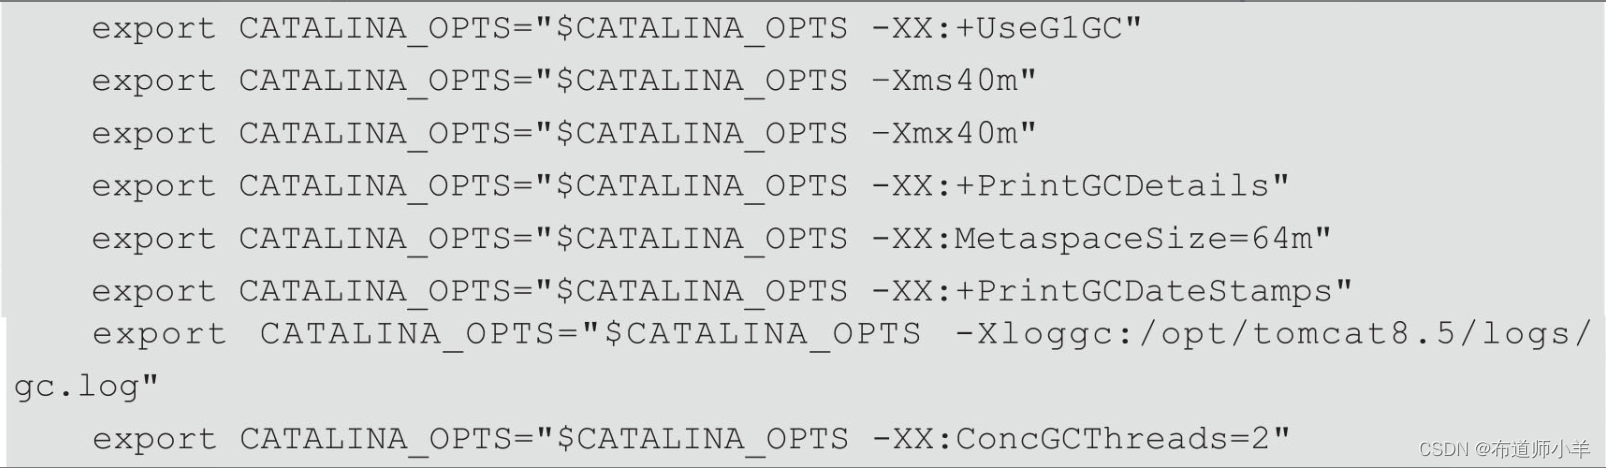 export CATALINA_OPTS="$CATALINA_OPTS -XX:+UseG1GC"
export CATALINA_OPTS="$CATALINA_OPTS -Xms40m"
export CATALINA_OPTS="$CATALINA_OPTS -Xmx40m"
export CATALINA_OPTS="$CATALINA_OPTS -XX:+PrintGCDetails"
export CATALINA_OPTS="$CATALINA_OPTS -XX:MetaspaceSize=64m"
export CATALINA_OPTS="$CATALINA_OPTS -XX:+PrintGCDateStamps"
export CATALINA_OPTS="$CATALINA_OPTS -Xloggc:/opt/tomcat8.5/logs/
gc.log"
export CATALINA_OPTS="$CATALINA_OPTS -XX:ConcGCThreads=2"
CSDN @布道师小羊